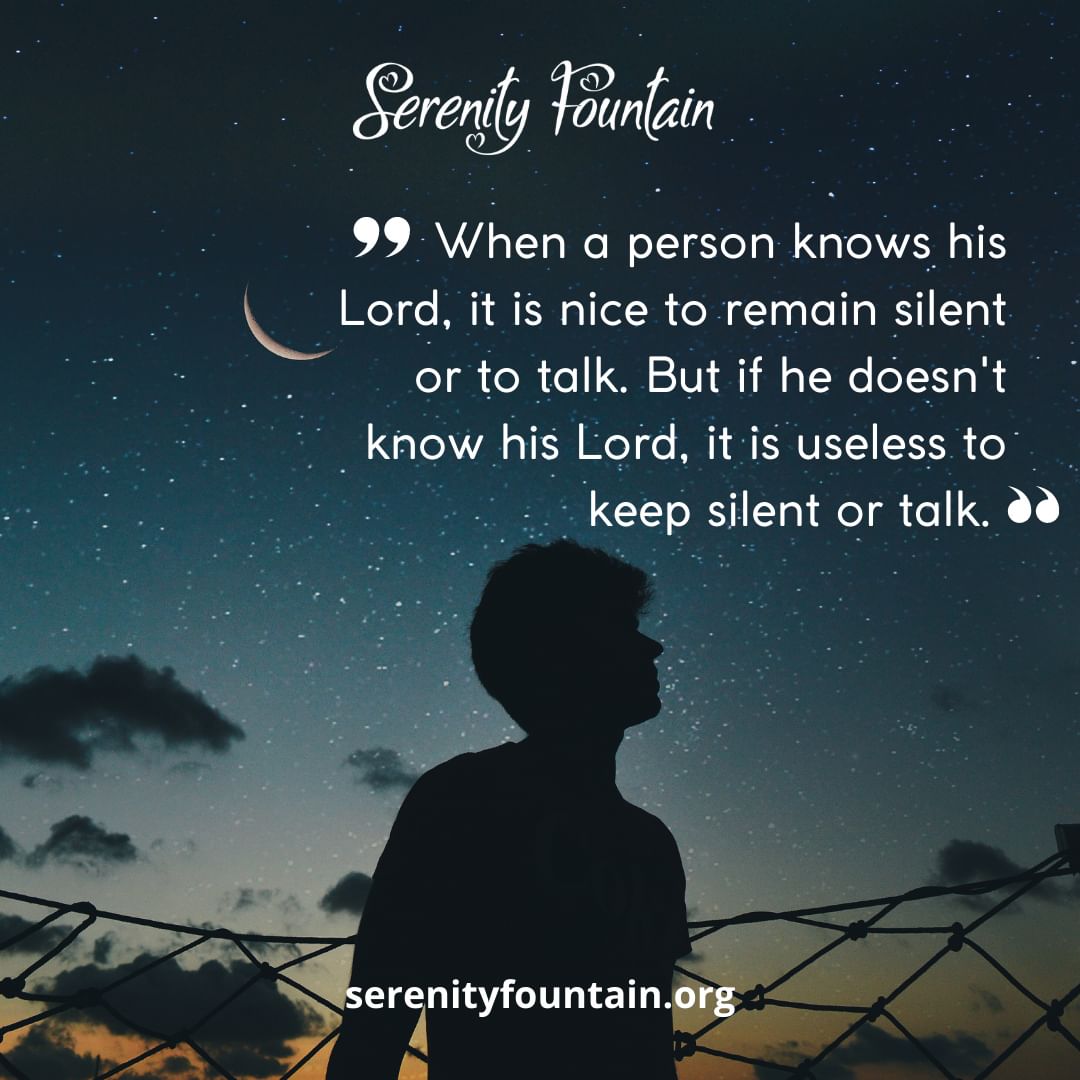 Serenity Fountain
” When a person knows his
Lord, it is nice to remain silent
or to talk. But if he doesn't
know his Lord, it is useless to
keep silent or talk. “
serenityfountain.org